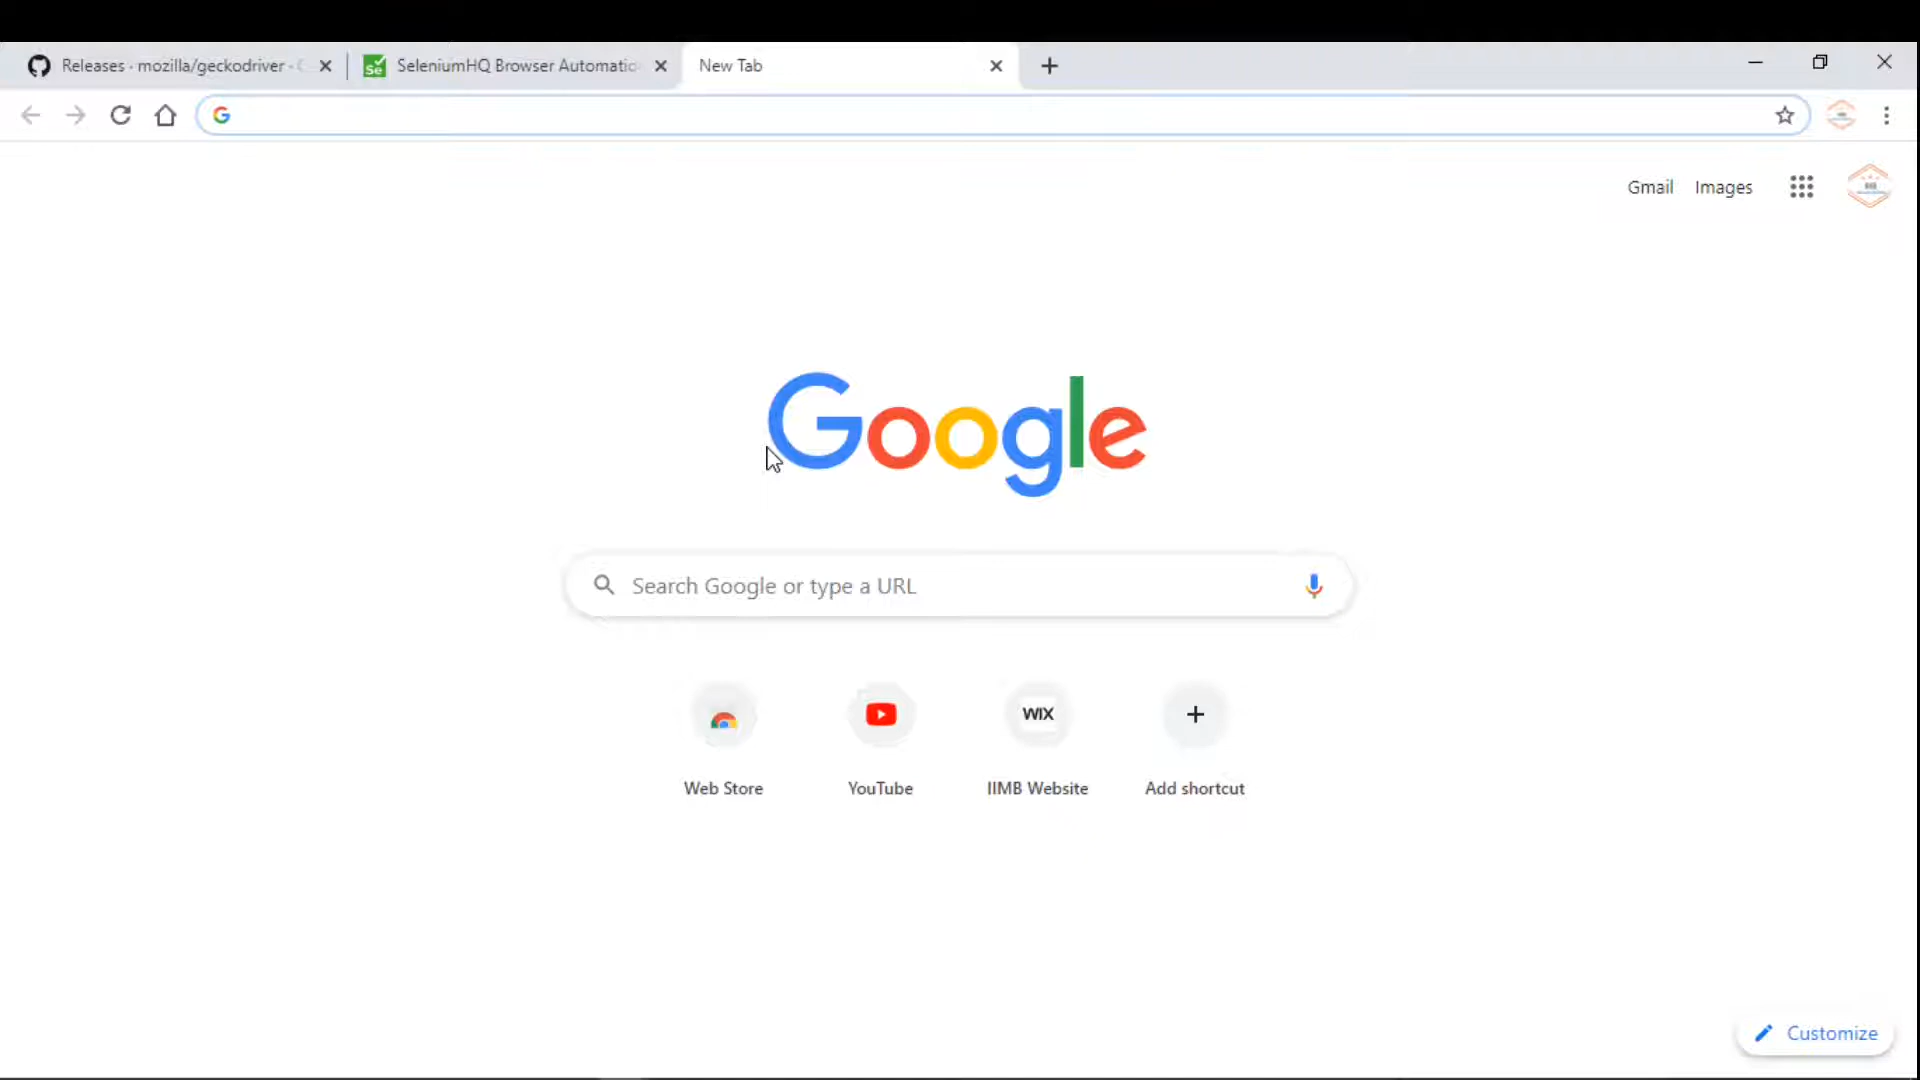 Releases · mozilla/geckodriver ·
SeleniumHQ Browser Automatio
New Tab
Gmail
Images
Google
Search Google or type a URL
WIX
Web Store
YouTube
IIMB Website
Add shortcut
Customize